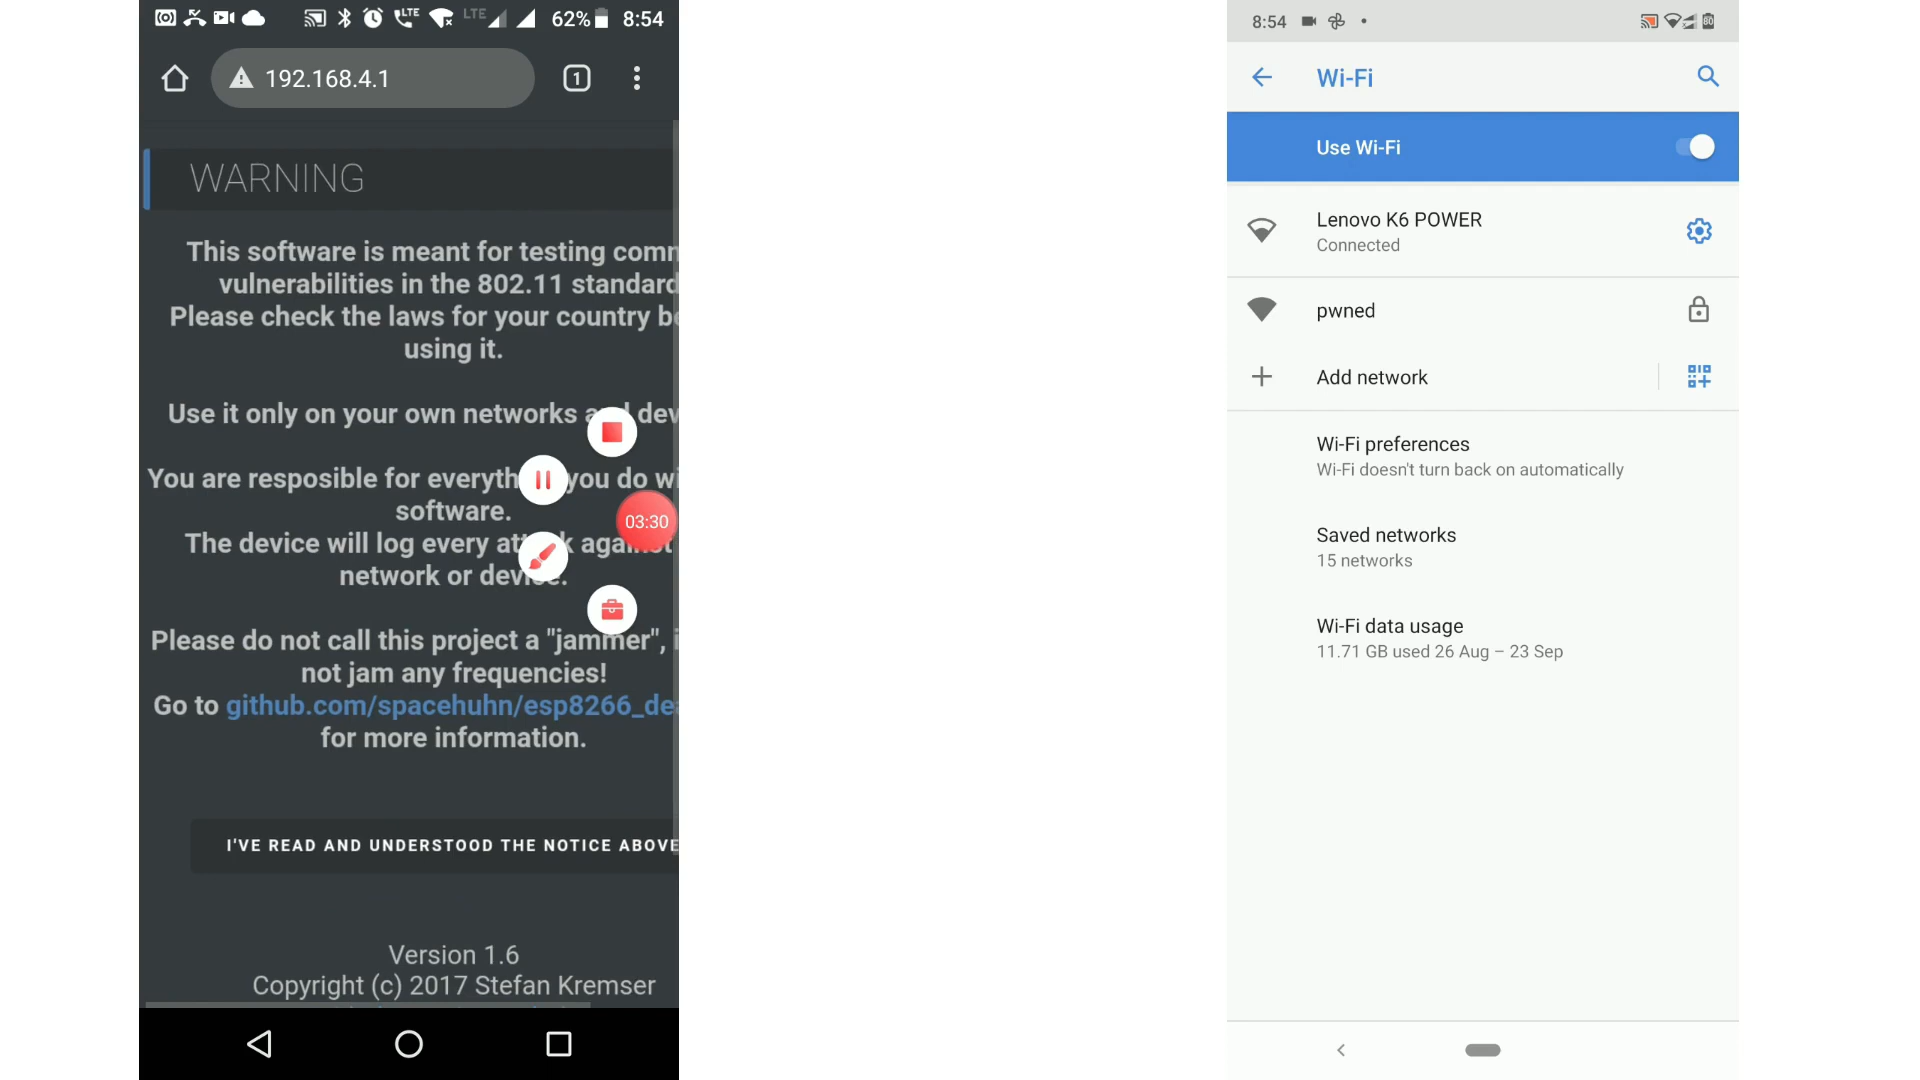 LTE LTE 62% 8:54
192.168.4.1
1
WARNING
This software is meant for testing
vulnerabilities in the 802.11 standard
Please check the laws for your country
using it.
Use it only on your own networks
You are resposible for you do
software.
The device will log every
network or
Please do not call this project a "jammer",
not jam any frequencies!
Go to github.com/spacehuhn/esp8266_de
for more information.
03:30
I'VE READ AND UNDERSTOOD THE NOTICE ABOVE
Version 1.6
Copyright (c) 2017 Stefan Kremser
8:54
80
Wi-Fi
Use Wi-Fi
Lenovo K6 POWER
Connected
pwned
Add network
Wi-Fi preferences
Wi-Fi doesn't turn back on automatically
Saved networks
15 networks
Wi-Fi data usage
11.71 GB used 26 Aug – 23 Sep